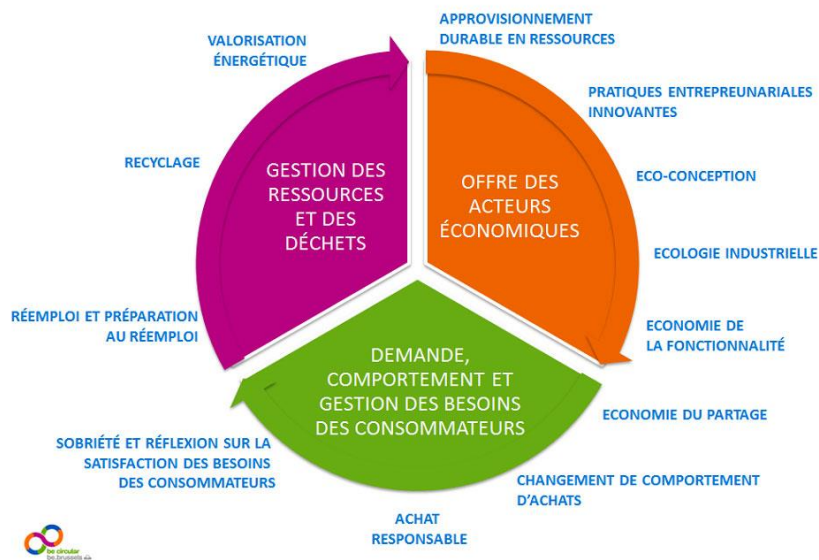 APPROVISIONNEMENT
DURABLE EN RESSOURCES
PRATIQUES ENTREPREUNARIALES
INNOVANTES
ECO-CONCEPTION
ECOLOGIE INDUSTRIELLE
ECONOMIE DE
LA FONCTIONNALITÉ
ECONOMIE DU PARTAGE
CHANGEMENT DE COMPORTEMENT
D'ACHATS
ACHAT
RESPONSABLE
SOBRIÉTÉ ET RÉFLEXION SUR LA
SATISFACTION DES BESOINS
DES CONSOMMATEURS
RÉEMPLOI ET PRÉPARATION
AU RÉEMPLOI
RECYCLAGE
VALORISATION
ÉNERGÉTIQUE
GESTION DES
RESSOURCES
ET DES
DÉCHETS
OFFRE DES
ACTEURS
ÉCONOMIQUES
DEMANDE,
COMPORTEMENT ET
GESTION DES BESOINS
DES CONSOMMATEURS
be circular
be.brussels